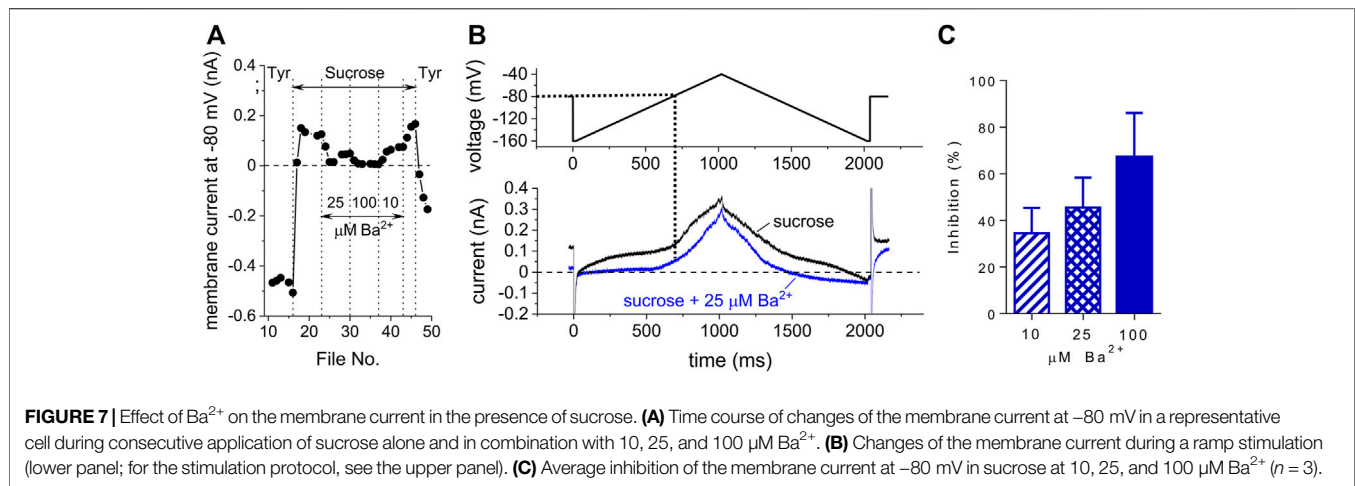 A
B
C
Tyr Sucrose Tyr
membrane current at -80 mV (nA)
0.4
0.2
0
-0.2
-0.4
-0.6
25 100 10
μM Ba2+
10 20 30 40 50
File No.
voltage (mV)
-40
-80
-120
-160
0 500 1000 1500 2000
current (nA)
0.4
0.3
0.2
0.1
0
-0.1
-0.2
sucrose
sucrose + 25 μM Ba2+
0 500 1000 1500 2000
time (ms)
Inhibition (%)
100
80
60
40
20
0
10 25 100
μM Ba2+
FIGURE 7 | Effect of Ba2+ on the membrane current in the presence of sucrose. (A) Time course of changes of the membrane current at –80 mV in a representative
cell during consecutive application of sucrose alone and in combination with 10, 25, and 100 μM Ba2+. (B) Changes of the membrane current during a ramp stimulation
(lower panel; for the stimulation protocol, see the upper panel). (C) Average inhibition of the membrane current at –80 mV in sucrose at 10, 25, and 100 μM Ba2+ (n = 3).